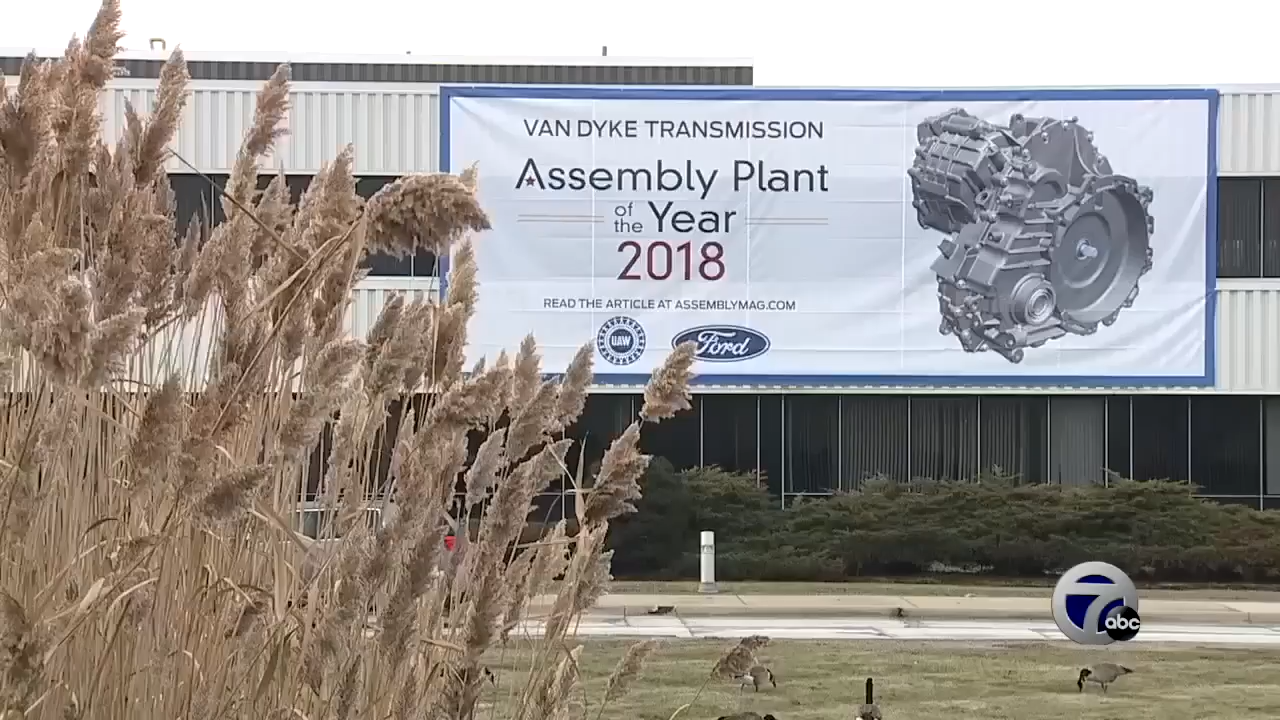 VAN DYKE TRANSMISSION
Assembly Plant
of the Year
2018
READ THE ARTICLE AT ASSEMBLYMAG.COM
UAW
Ford
7
abc